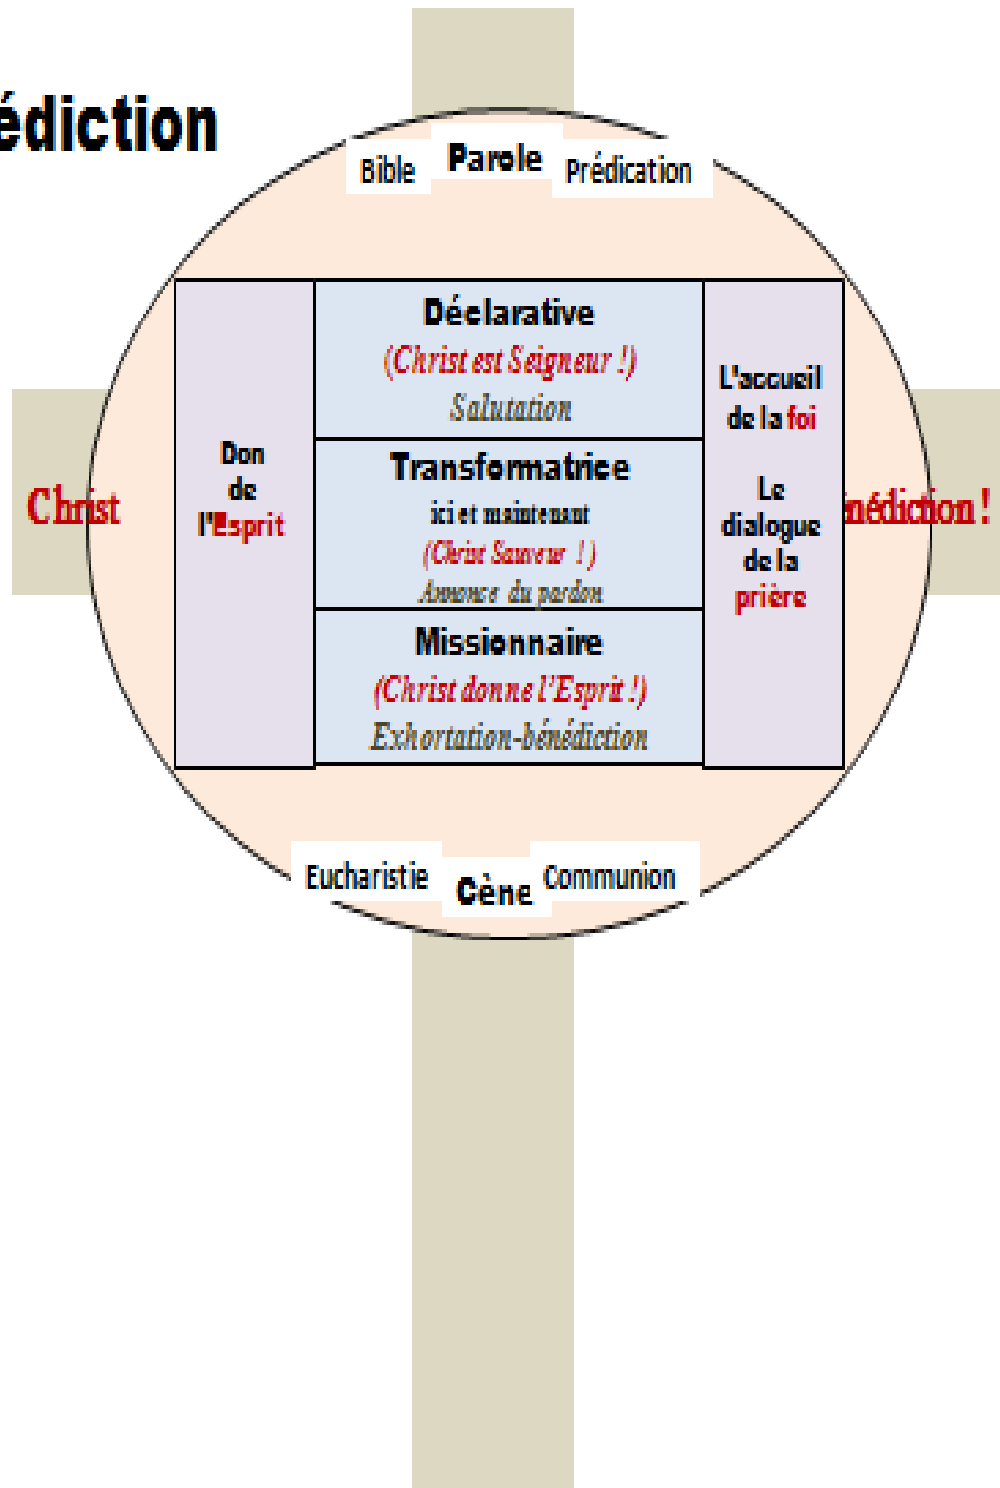 édiction
Bible Parole Prédication
Déclarative
(Christ est Seigneur !)
Salutation
Transformatrice
ici et maintenant
(Christ Sauveur ! )
Annonce du pardon
Missionnaire
(Christ donne l'Esprit !)
Exhortation-bénédiction
Don
de
l'Esprit
L'accueil
de la foi
Le
dialogue
de la
prière
Christ
nédiction !
Eucharistie Cène Communion